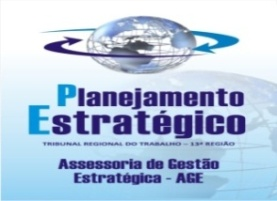 Planejamento
Estratégico
TRIBUNAL REGIONAL DO TRABALHO – 13ª REGIÃO
Assessoria de Gestão
Estratégica - AGE